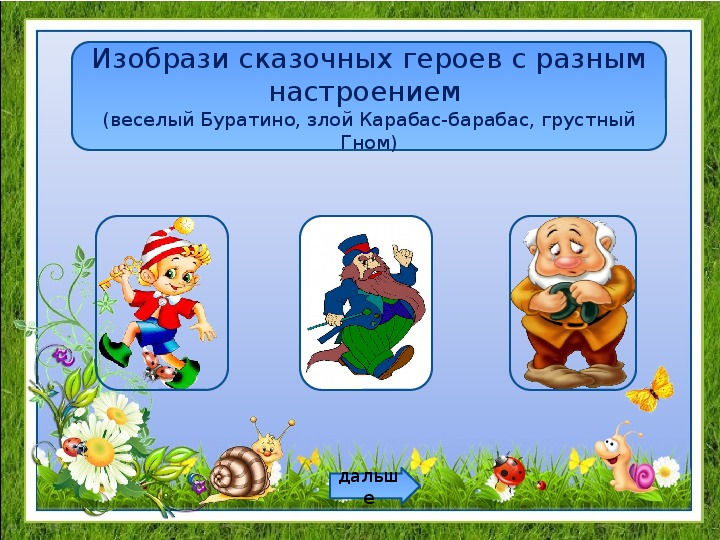 Изобрази сказочных героев с разным
настроением
(веселый Буратино, злой Карабас-барабас, грустный
Гном)
дальш
е